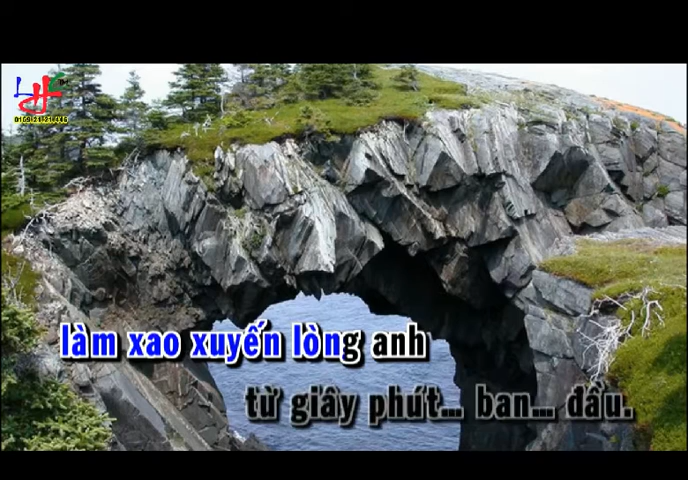 làm xao xuyến lòng anh
từ giây phút... ban... đầu.